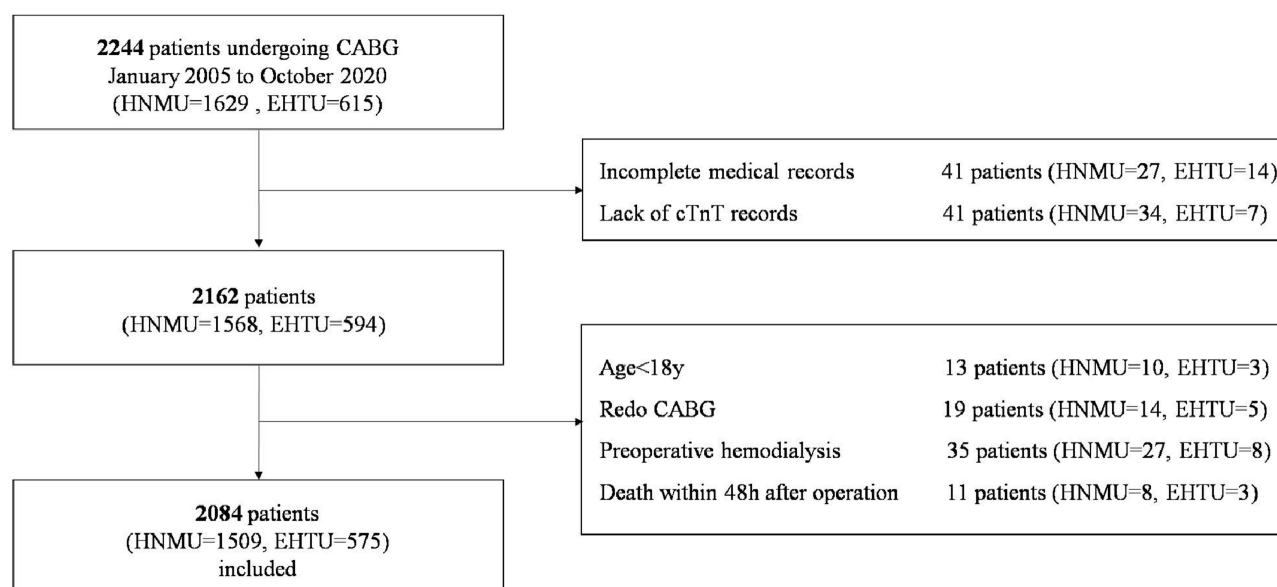 2244 patients undergoing CABG
January 2005 to October 2020
(HNMU=1629 , EHTU=615)
Incomplete medical records 41 patients (HNMU=27, EHTU=14)
Lack of cTnT records 41 patients (HNMU=34, EHTU=7)
2162 patients
(HNMU=1568, EHTU=594)
Age<18y 13 patients (HNMU=10, EHTU=3)
Redo CABG 19 patients (HNMU=14, EHTU=5)
Preoperative hemodialysis 35 patients (HNMU=27, EHTU=8)
Death within 48h after operation 11 patients (HNMU=8, EHTU=3)
2084 patients
(HNMU=1509, EHTU=575)
included